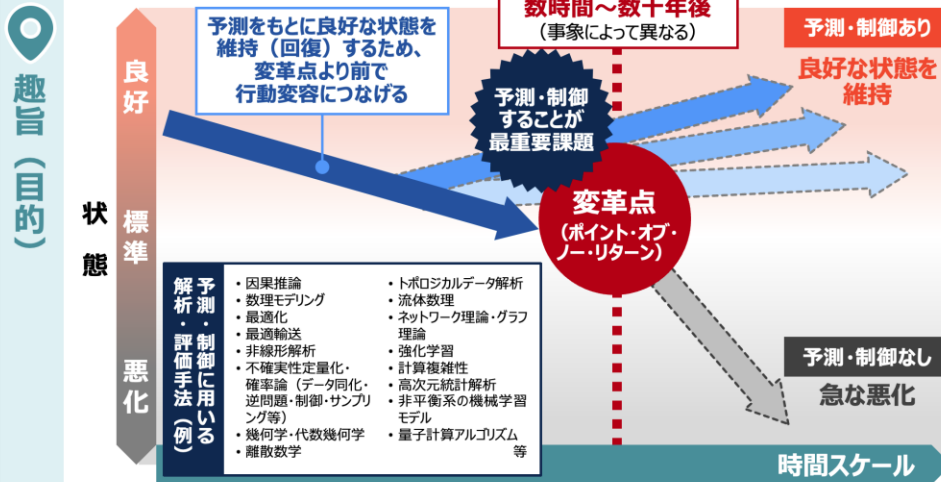 趣旨（目的）
状態
良好
標準
悪化
予測をもとに良好な状態を
維持（回復）するため、
変革点より前で
行動変容につなげる
数時間～数十年後
（事象によって異なる）
予測・制御
することが
最重要課題
変革点
（ポイント・オブ・
ノー・リターン）
予測・制御あり
良好な状態を
維持
予測・制御なし
急な悪化
予測・制御に用いる
解析・評価手法（例）
・因果推論
・数理モデリング
・最適化
・最適輸送
・非線形解析
・不確実性定量化・
確率論（データ同化・
逆問題・制御・サンプリ
ング等）
・幾何学・代数幾何学
・離散数学
・トポロジカルデータ解析
・流体数理
・ネットワーク理論・グラフ
理論
・強化学習
・計算複雑性
・高次元統計解析
・非平衡系の機械学習
モデル
・量子計算アルゴリズム
等
時間スケール